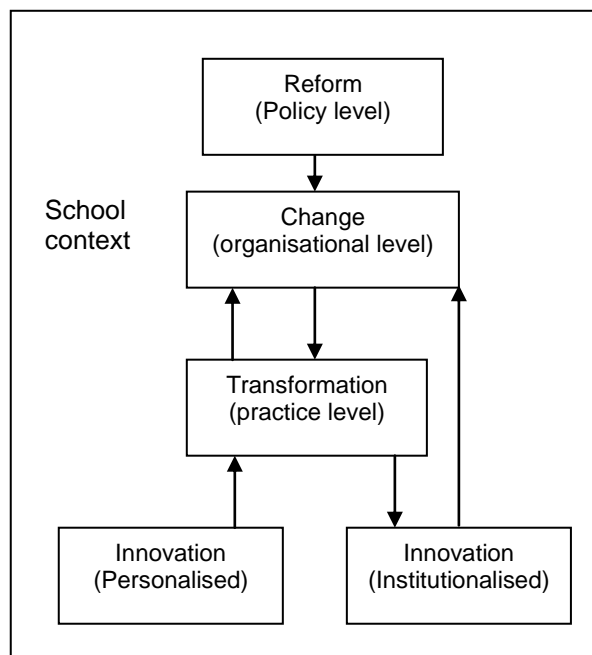 Reform
(Policy level)
School
context
Change
(organisational level)
Transformation
(practice level)
Innovation
(Personalised)
Innovation
(Institutionalised)